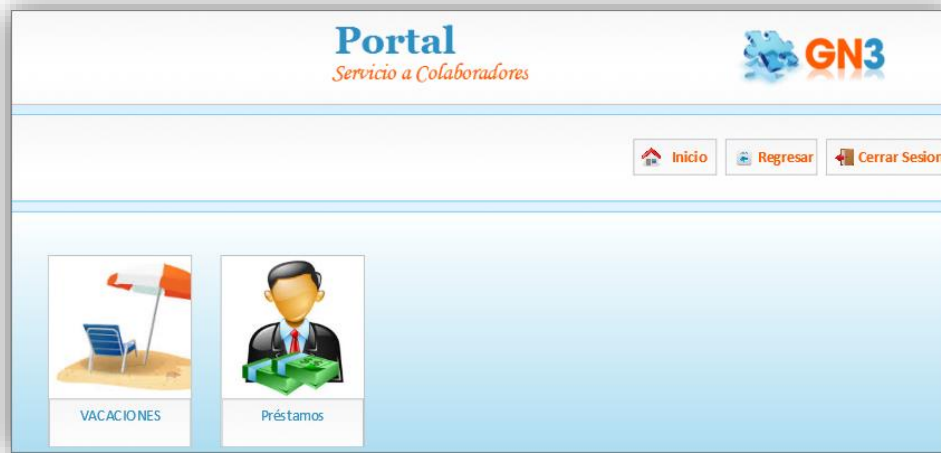 Portal
Servicio a Colaboradores
GN3
Inicio
Regresar
Cerrar Sesion
VACACIONES
Préstamos